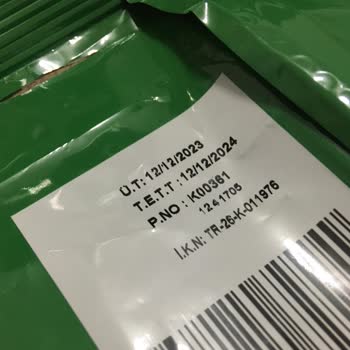 Ü.T: 12/12/2023
T.E.T.T :12/12/2024
P.NO : K00361
1241705
İ.K.N: TR-26-K-011976